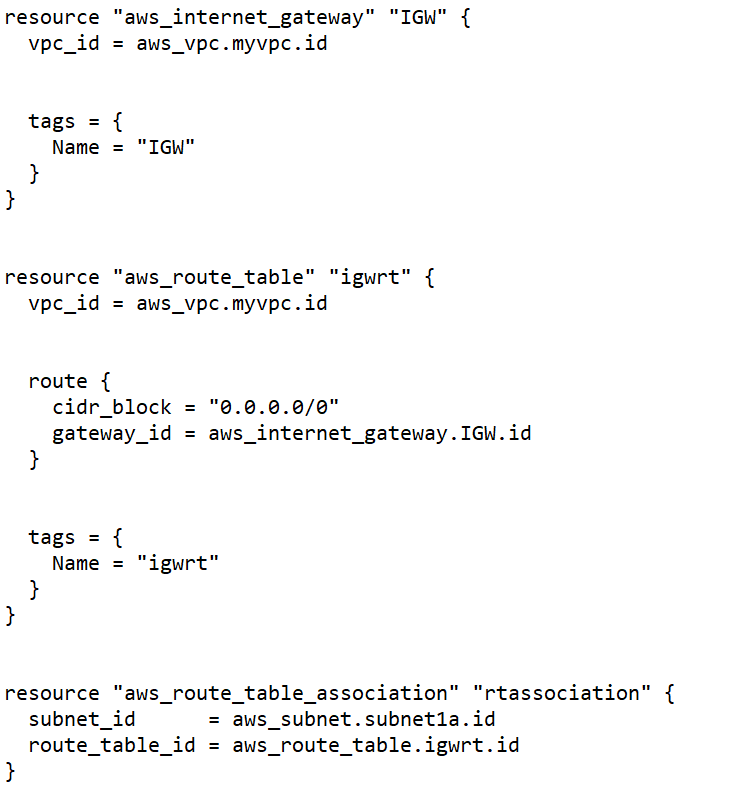 resource "aws_internet_gateway" "IGW" {
  vpc_id = aws_vpc.myvpc.id
  tags = {
    Name = "IGW"
  }
}
resource "aws_route_table" "igwrt" {
  vpc_id = aws_vpc.myvpc.id
  route {
    cidr_block = "0.0.0.0/0"
    gateway_id = aws_internet_gateway.IGW.id
  }
  tags = {
    Name = "igwrt"
  }
}
resource "aws_route_table_association" "rtassociation" {
  subnet_id      = aws_subnet.subnet1a.id
  route_table_id = aws_route_table.igwrt.id
}